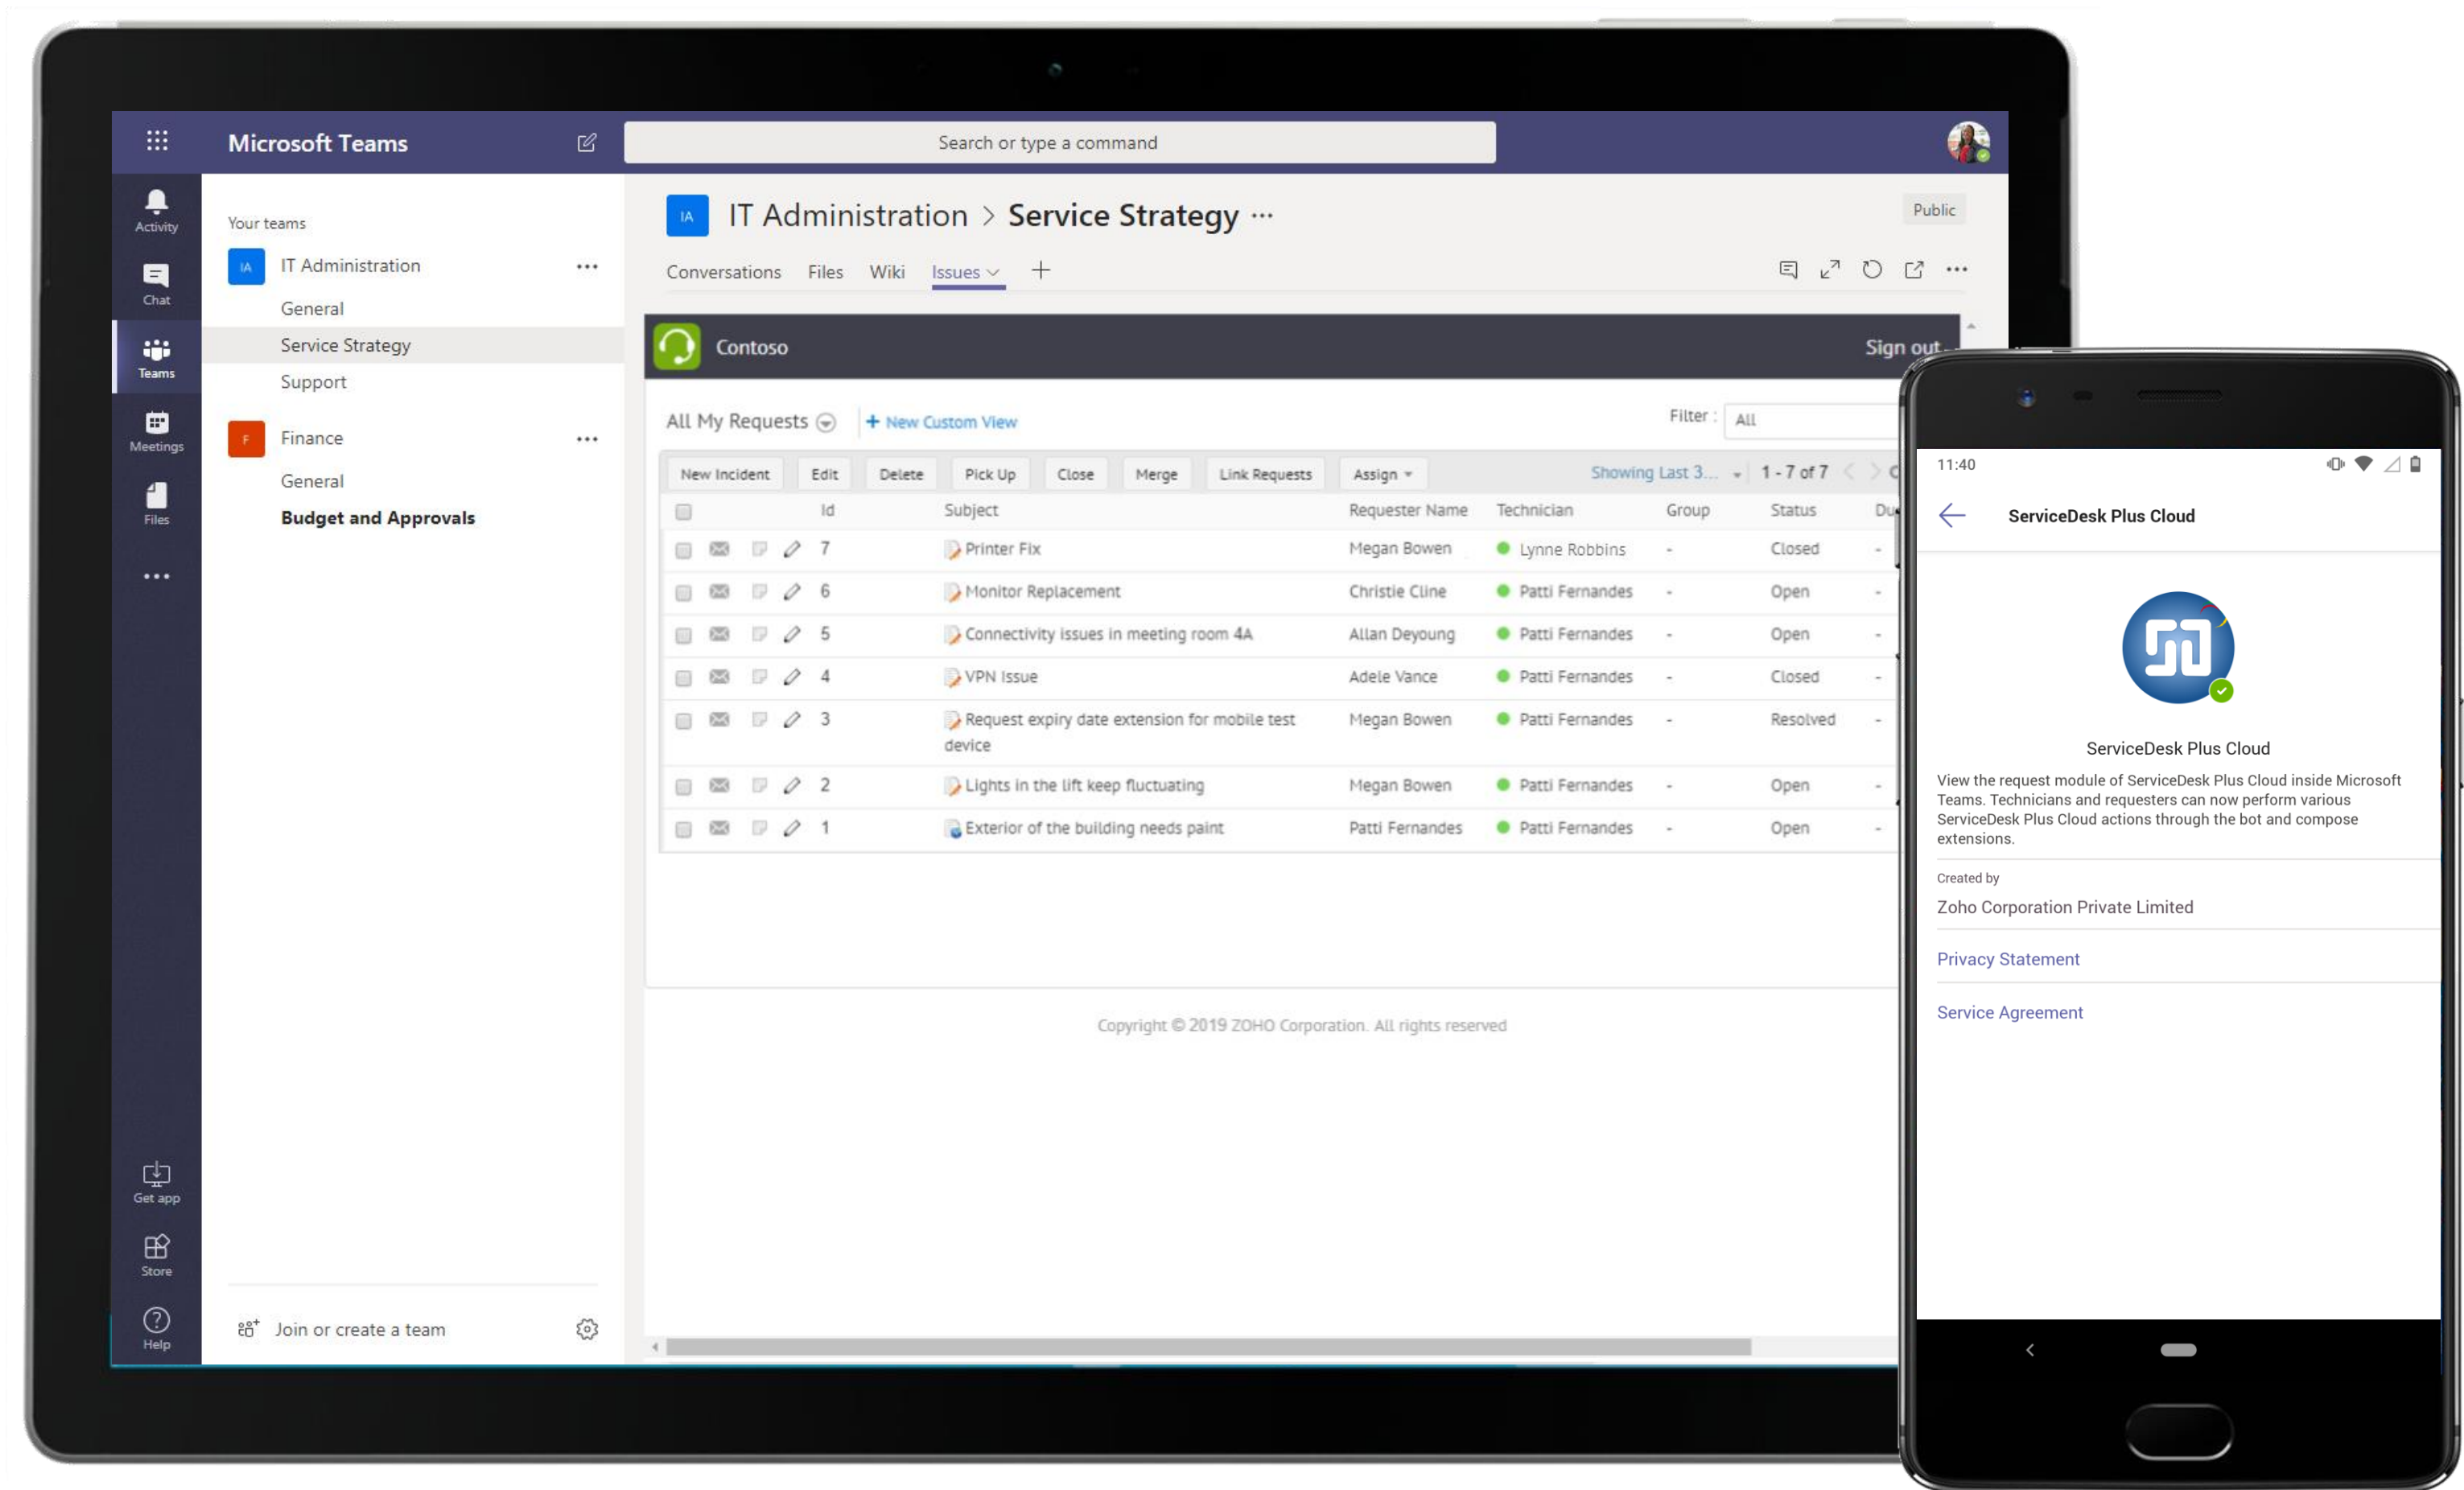 Microsoft Teams
Search or type a command
Activity
Chat
Teams
Meetings
Files
Get app
Store
Help
Your teams
IA IT Administration
General
Service Strategy
Support
F Finance
General
Budget and Approvals
Join or create a team
IA IT Administration > Service Strategy ...
Public
Conversations Files Wiki Issues +
Contoso
Sign out
All My Requests + New Custom View Filter : All
New Incident Edit Delete Pick Up Close Merge Link Requests Assign Showing Last 3... 1 - 7 of 7
Id Subject Requester Name Technician Group Status
7 Printer Fix Megan Bowen Lynne Robbins - Closed -
6 Monitor Replacement Christie Cline Patti Fernandes - Open -
5 Connectivity issues in meeting room 4A Allan Deyoung Patti Fernandes - Open -
4 VPN Issue Adele Vance Patti Fernandes - Closed -
3 Request expiry date extension for mobile test Megan Bowen Patti Fernandes - Resolved -
device
2 Lights in the lift keep fluctuating Megan Bowen Patti Fernandes - Open -
1 Exterior of the building needs paint Patti Fernandes Patti Fernandes - Open -
Copyright © 2019 ZOHO Corporation. All rights reserved
11:40
ServiceDesk Plus Cloud
ServiceDesk Plus Cloud
View the request module of ServiceDesk Plus Cloud inside Microsoft
Teams. Technicians and requesters can now perform various
ServiceDesk Plus Cloud actions through the bot and compose
extensions.
Created by
Zoho Corporation Private Limited
Privacy Statement
Service Agreement